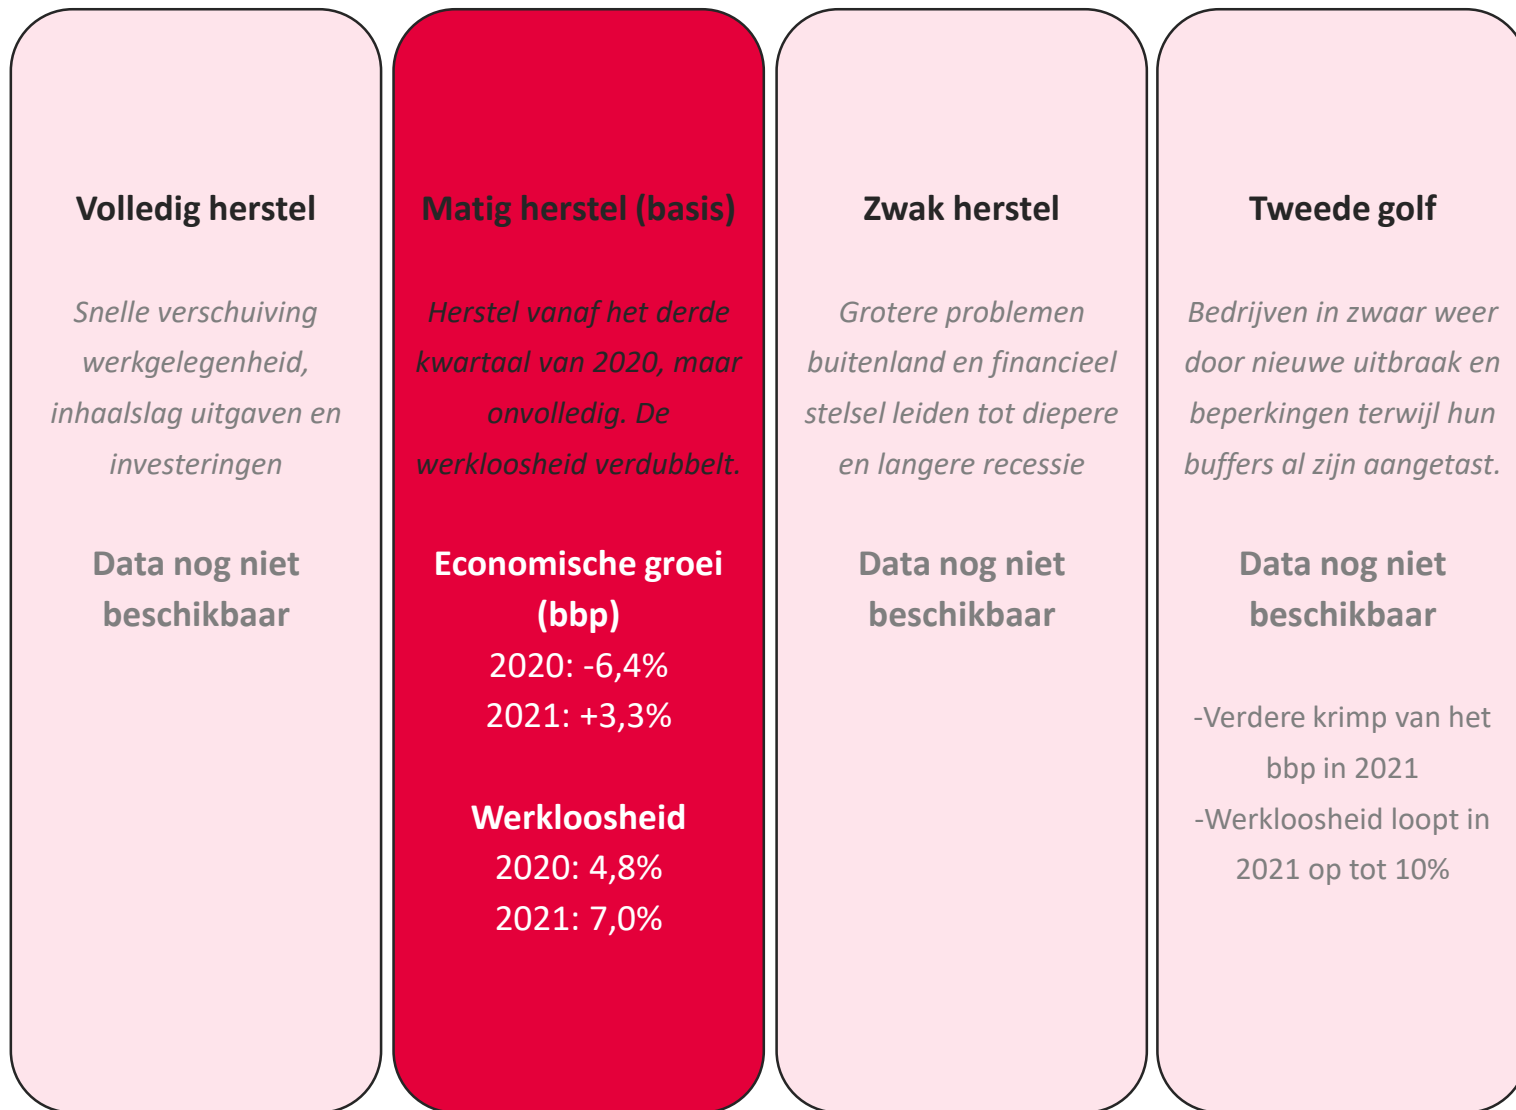 Volledig herstel
Snelle verschuiving
werkgelegenheid,
inhaalslag uitgaven en
investeringen
Data nog niet
beschikbaar
Matig herstel (basis)
Herstel vanaf het derde
kwartaal van 2020, maar
onvolledig. De
werkloosheid verdubbelt.
Economische groei
(bbp)
2020: -6,4%
2021: +3,3%
Werkloosheid
2020: 4,8%
2021: 7,0%
Zwak herstel
Grotere problemen
buitenland en financieel
stelsel leiden tot diepere
en langere recessie
Data nog niet
beschikbaar
Tweede golf
Bedrijven in zwaar weer
door nieuwe uitbraak en
beperkingen terwijl hun
buffers al zijn aangetast.
Data nog niet
beschikbaar
-Verdere krimp van het
bbp in 2021
-Werkloosheid loopt in
2021 op tot 10%